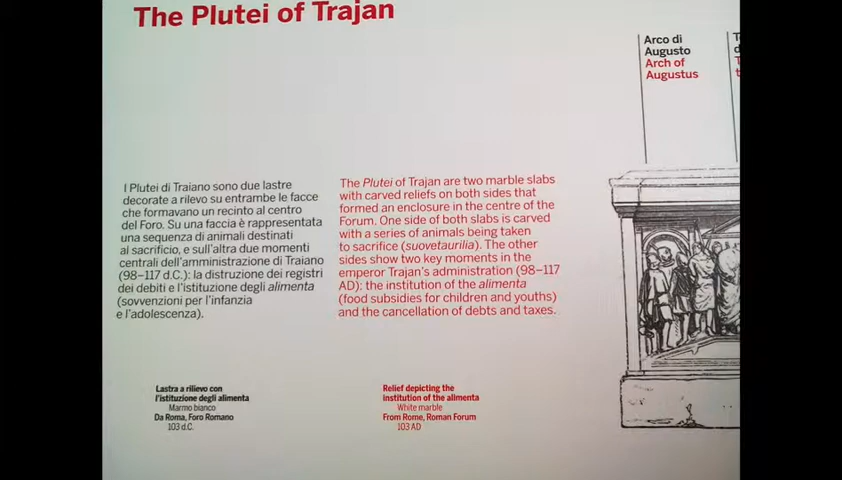 The Plutei of Trajan
Arco di
Augusto
Arch of
Augustus
I Plutei di Traiano sono due lastre
decorate a rilievo su entrambe le facce
che formavano un recinto al centro
del Foro. Su una faccia è rappresentata
una sequenza di animali destinati
al sacrificio, e sull'altra due momenti
centrali dell'amministrazione di Traiano
(98–117 d.C.): la distruzione dei registri
dei debiti e l'istituzione degli alimenta
(sovvenzioni per l'infanzia
e l'adolescenza).
The Plutei of Trajan are two marble slabs
with carved reliefs on both sides that
formed an enclosure in the centre of the
Forum. One side of both slabs is carved
with a series of animals being taken
to sacrifice (suovetaurilia). The other
sides show two key moments in the
emperor Trajan's administration (98–117
AD): the institution of the alimenta
(food subsidies for children and youths)
and the cancellation of debts and taxes.
Lastra a rilievo con
l'istituzione degli alimenta
Marmo bianco
Da Roma, Foro Romano
103 d.C.
Relief depicting the
institution of the alimenta
White marble
From Rome, Roman Forum
103 AD